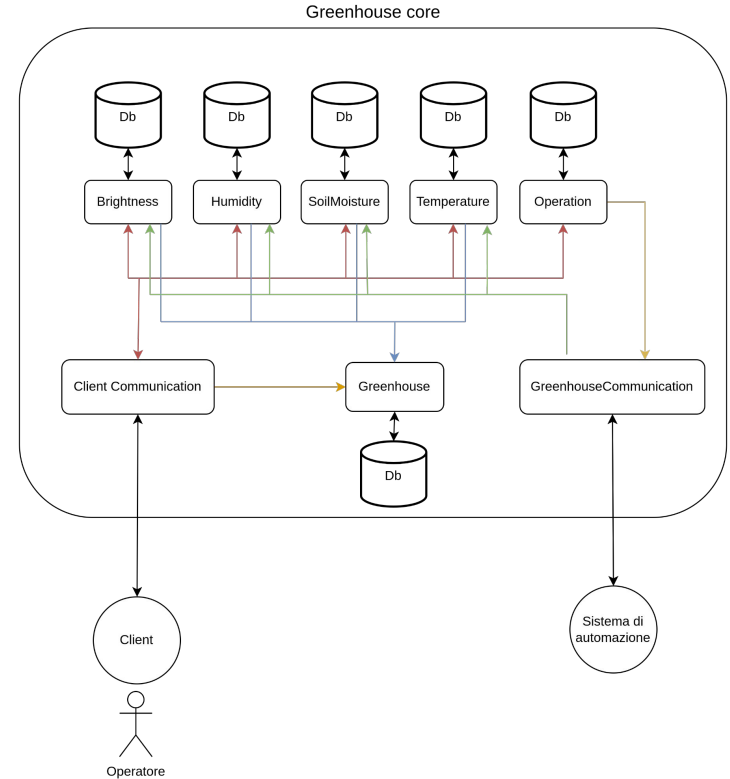 Greenhouse core
Db
Db
Db
Db
Db
Brightness
Humidity
SoilMoisture
Temperature
Operation
Client Communication
Greenhouse
GreenhouseCommunication
Db
Client
Sistema di
automazione
Operatore